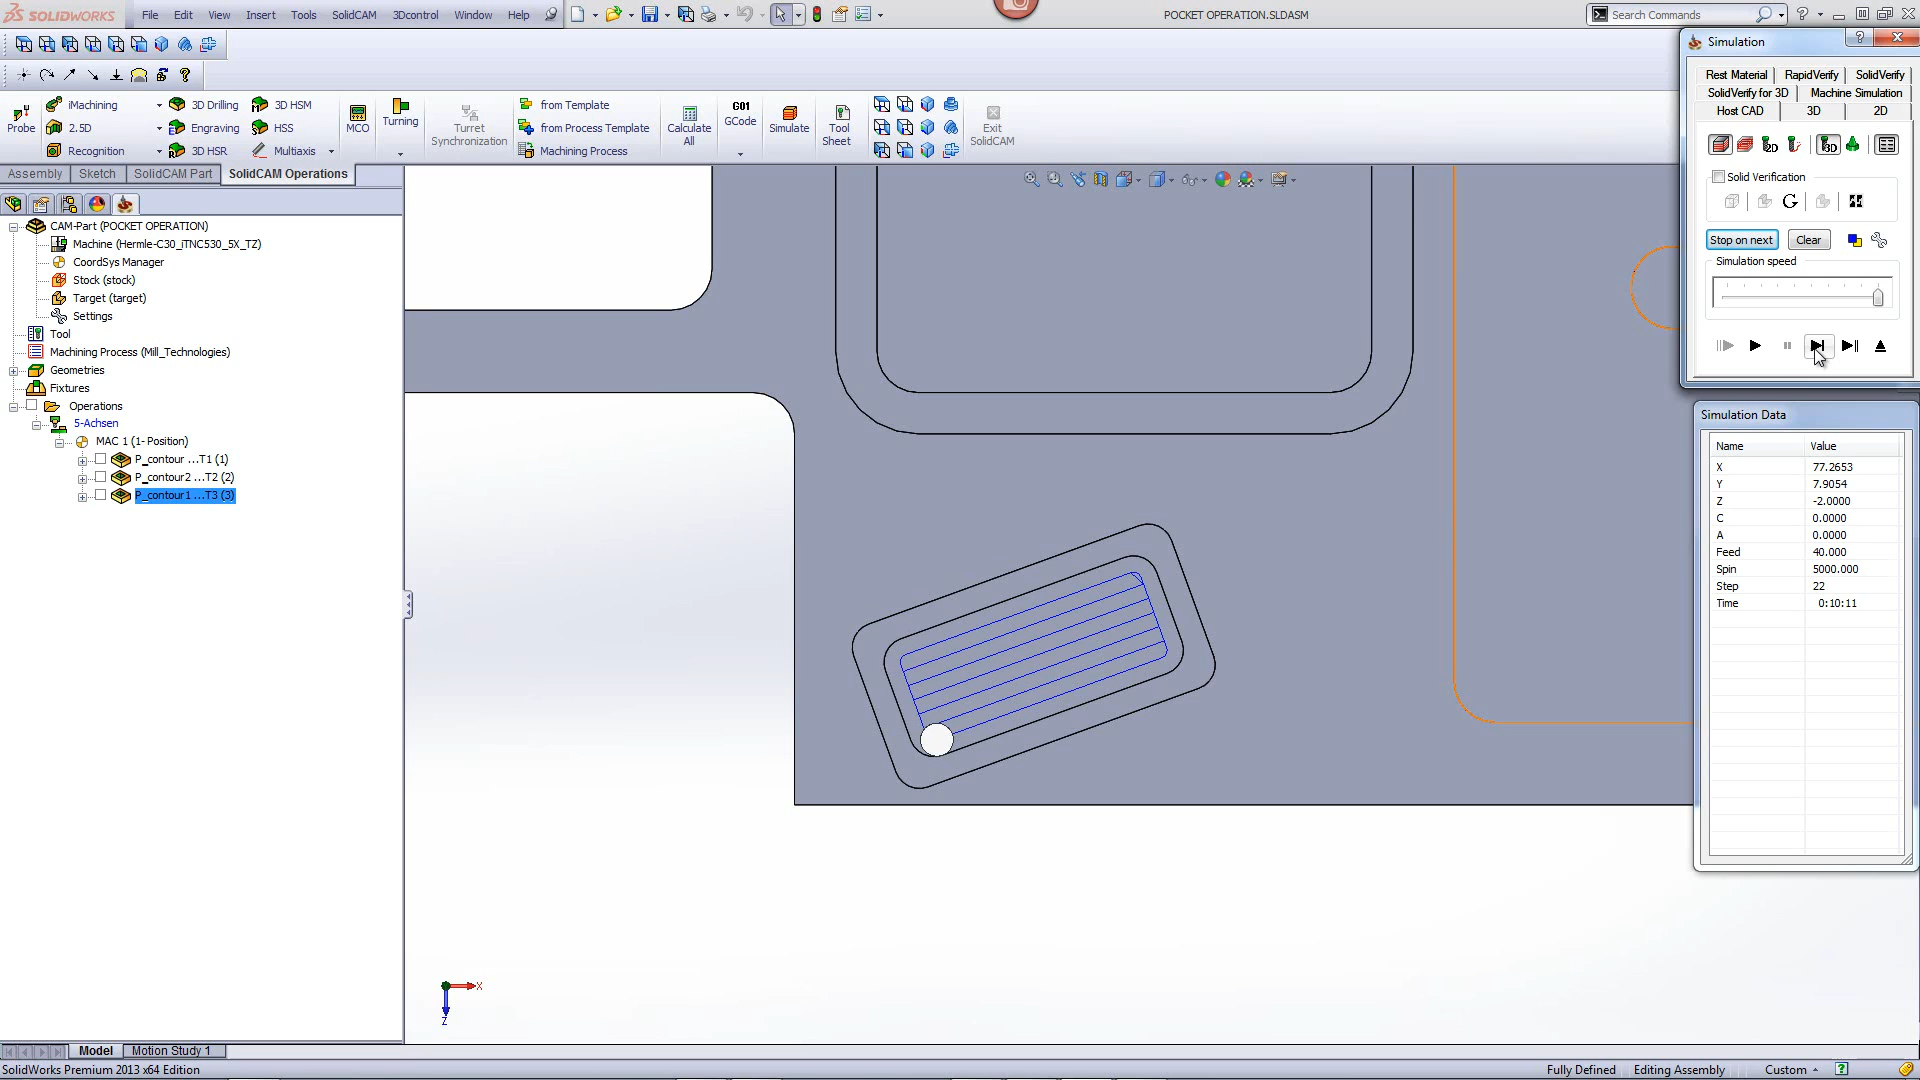 SOLIDWORKS File Edit View Insert Tools SolidCAM 3Dcontrol Window Help POCKET OPERATION.SLDASM Search Commands
Simulation
Rest Material RapidVerify SolidVerify
SolidVerify for 3D Machine Simulation
Host CAD 3D 2D
2D 3D
Solid Verification
Stop on next Clear
Simulation speed
Simulation Data
Name Value
X 77.2653
Y 7.9054
Z -2.0000
C 0.0000
A 0.0000
Feed 40.000
Spin 5000.000
Step 22
Time 0:10:11
Probe
iMachining 3D Drilling 3D HSM
2.5D Engraving HSS
Recognition 3D HSR Multiaxis
MCO
Turning
Turret
Synchronization
from Template
from Process Template
Machining Process
Calculate
All
G01
GCode
Simulate
Tool
Sheet
Exit
SolidCAM
Assembly Sketch SolidCAM Part SolidCAM Operations
CAM-Part (POCKET OPERATION)
Machine (Hermle-C30_iTNC530_5X_TZ)
CoordSys Manager
Stock (stock)
Target (target)
Settings
Tool
Machining Process (Mill_Technologies)
Geometries
Fixtures
Operations
5-Achsen
MAC 1 (1- Position)
P_contour ...T1 (1)
P_contour2 ...T2 (2)
P_contour1 ...T3 (3)
X
Z
Model Motion Study 1
SolidWorks Premium 2013 x64 Edition Fully Defined Editing Assembly Custom